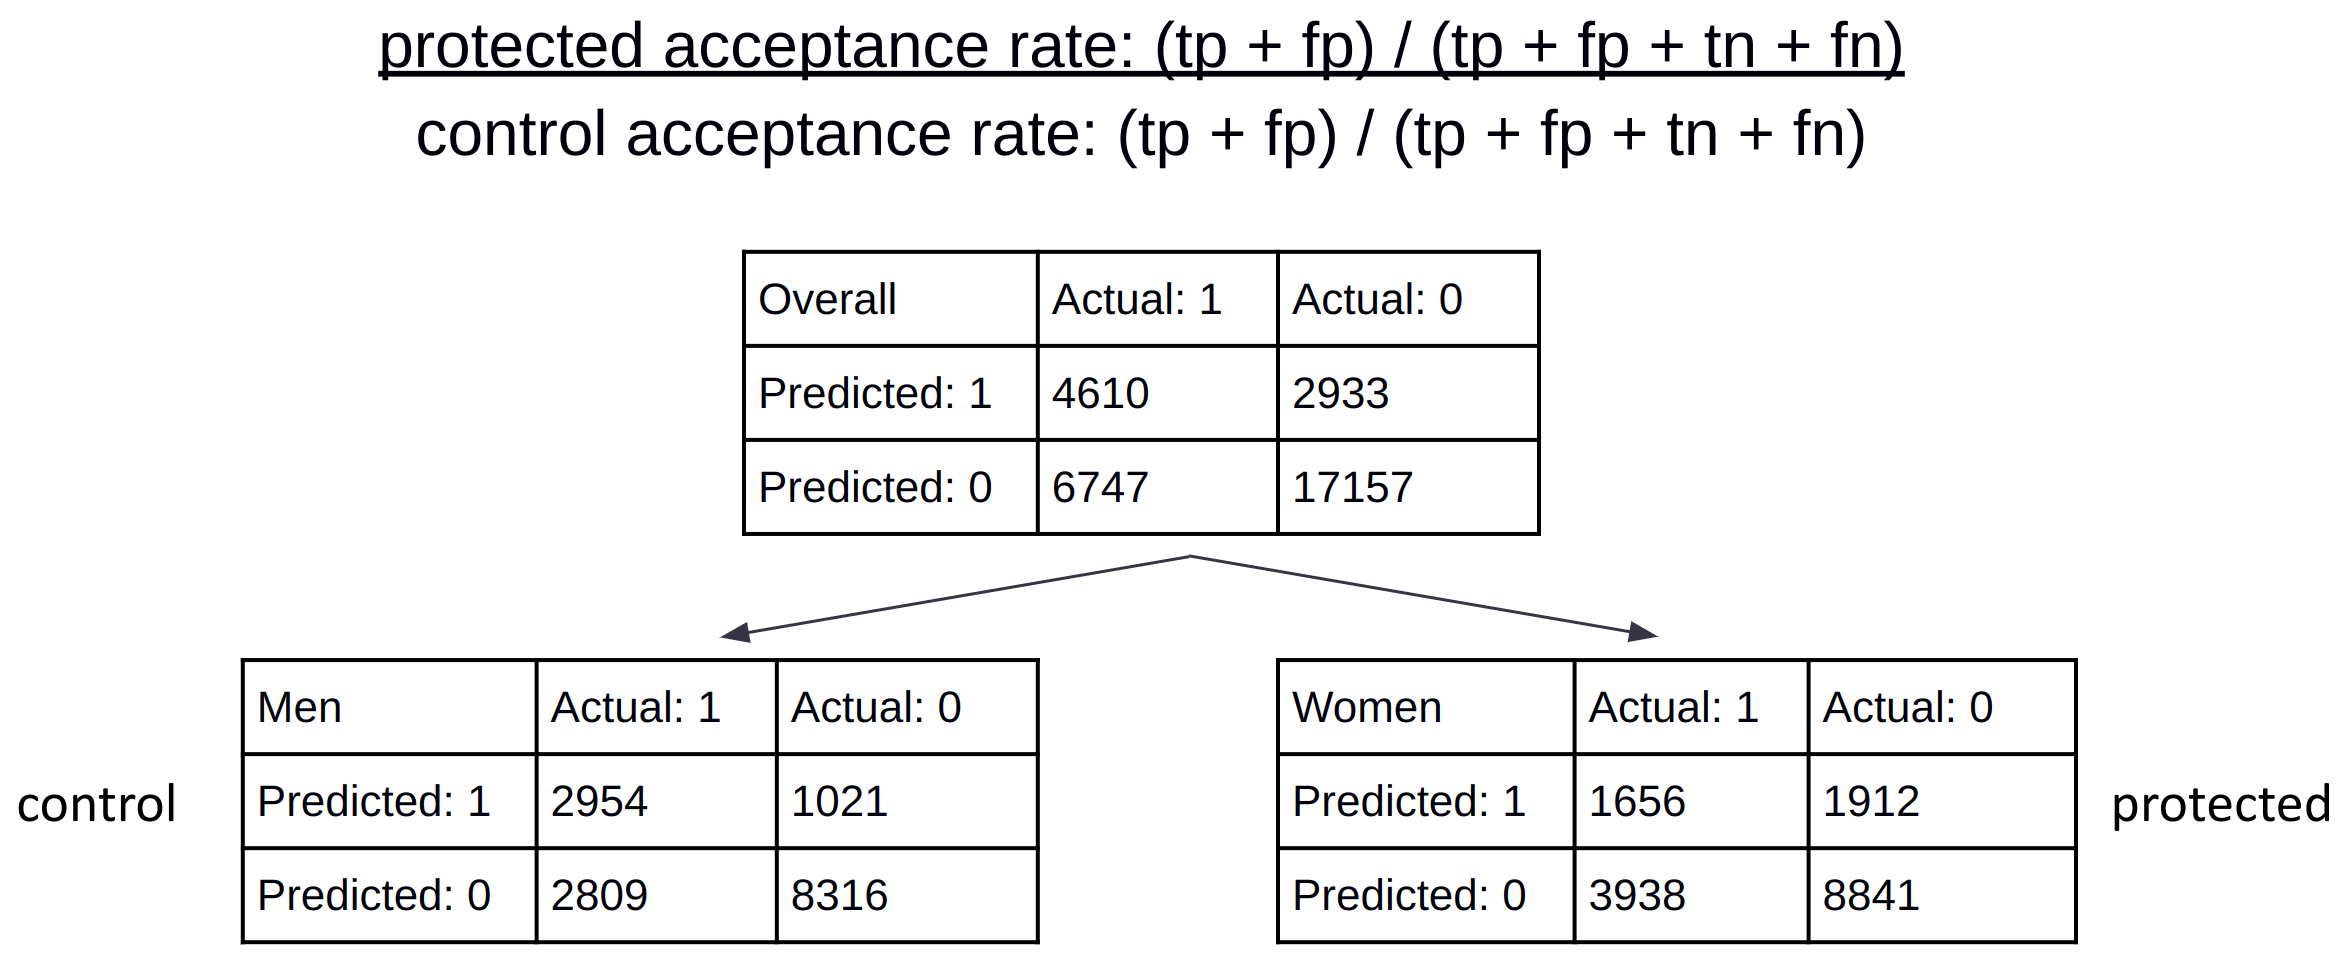 protected acceptance rate: (tp + fp) / (tp + fp + tn + fn)
control acceptance rate: (tp + fp) / (tp + fp + tn + fn)
Overall Actual: 1 Actual: 0
Predicted: 1 4610 2933
Predicted: 0 6747 17157
Men Actual: 1 Actual: 0
Predicted: 1 2954 1021
Predicted: 0 2809 8316
control
Women Actual: 1 Actual: 0
Predicted: 1 1656 1912
Predicted: 0 3938 8841
protected